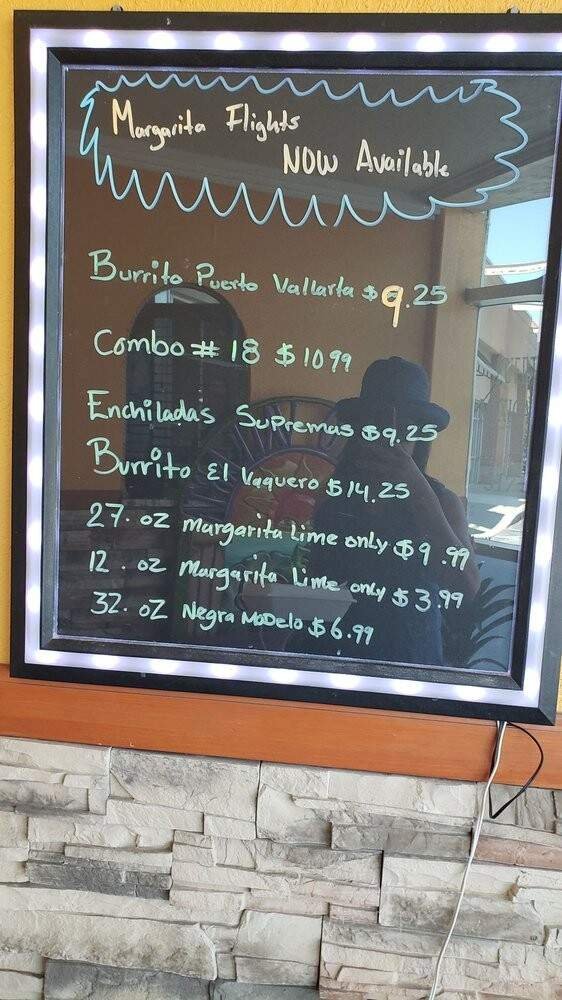 Margarita Flights
NOW Available
Burrito Puerto Vallarta $9.25
Combo # 18 $10 99
Enchiladas Supremas $9.25
Burrito El Vaquero $14.25
27. oz margarita Lime only $9.99
12. oz Margarita Lime only $3.99
32. oz Negra Modelo $6.99